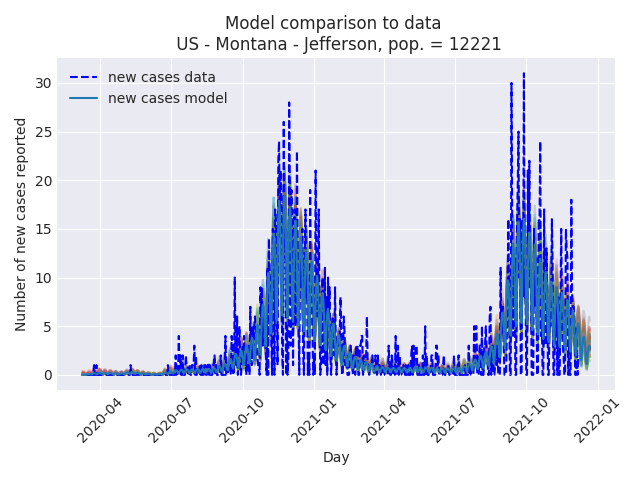 Model comparison to data
US - Montana - Jefferson, pop. = 12221
new cases data
new cases model
Number of new cases reported
30
25
20
15
10
5
0
2020-04
2020-07
2020-10
2021-01
2021-04
2021-07
2021-10
2022-01
Day